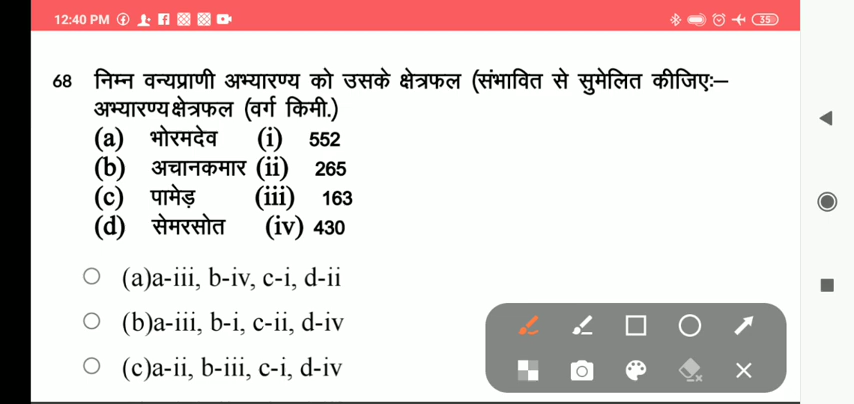 12:40 PM
35
68 निम्न वन्यप्राणी अभ्यारण्य को उसके क्षेत्रफल (संभावित से सुमेलित कीजिएः–
अभ्यारण्य क्षेत्रफल (वर्ग किमी.)
(a) भोरमदेव (i) 552
(b) अचानकमार (ii) 265
(c) पामेड़ (iii) 163
(d) सेमरसोत (iv) 430
(a)a-iii, b-iv, c-i, d-ii
(b)a-iii, b-i, c-ii, d-iv
(c)a-ii, b-iii, c-i, d-iv